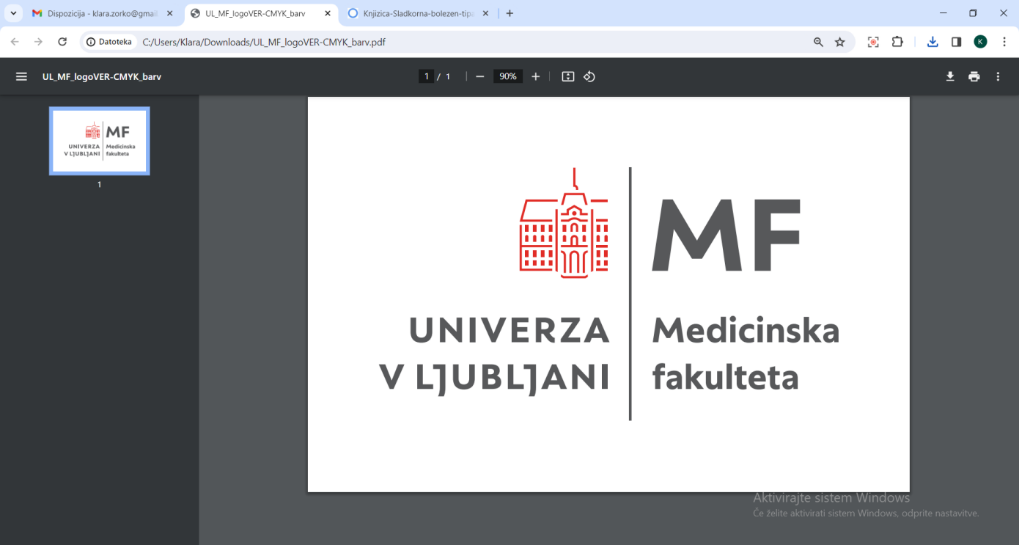 Dispozicija - klara.zorko@gmail
UL_MF_logoVER-CMYK_barv
Knjizica-Sladkorna-bolezen-tip
Datoteka
C:/Users/Klara/Downloads/UL_MF_logoVER-CMYK_barv.pdf
K
UL_MF_logoVER-CMYK_barv
1 / 1
90%
MF
UNIVERZA
V LJUBLJANI
Medicinska
fakulteta
1
MF
UNIVERZA
V LJUBLJANI
Medicinska
fakulteta
Aktivirajte sistem Windows
Če želite aktivirati sistem Windows, odprite nastavitve.